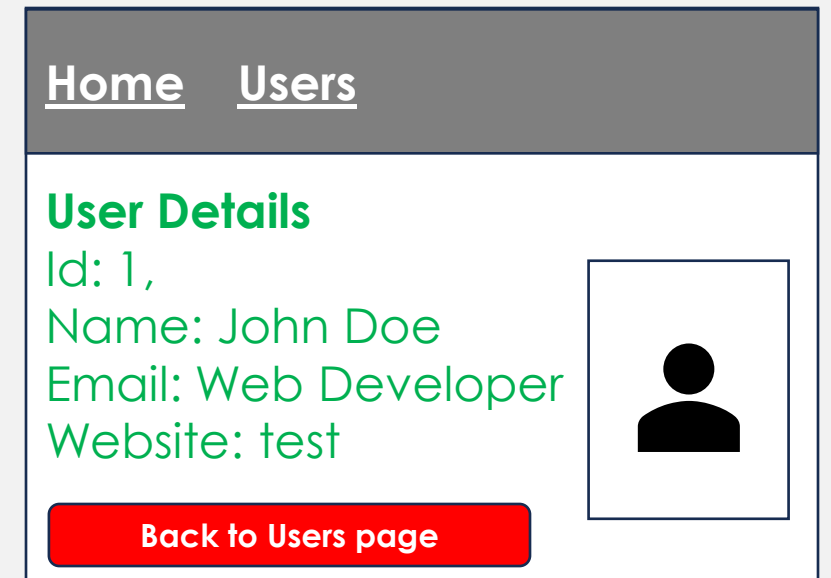 Home Users
User Details
Id: 1,
Name: John Doe
Email: Web Developer
Website: test
Back to Users page